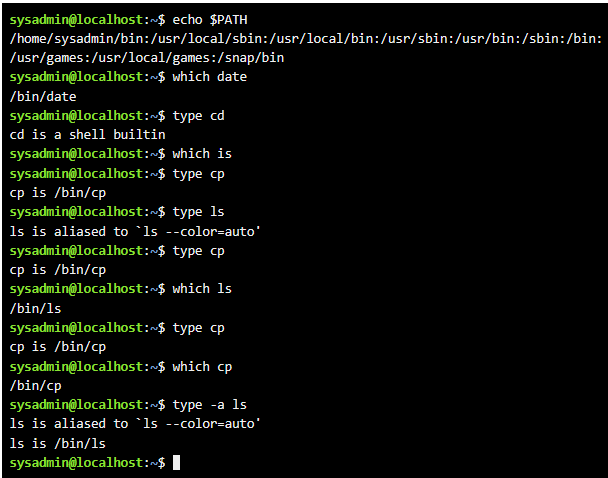 sysadmin@localhost:~$ echo $PATH
/home/sysadmin/bin:/usr/local/sbin:/usr/local/bin:/usr/sbin:/usr/bin:/sbin:/bin:
/usr/games:/usr/local/games:/snap/bin
sysadmin@localhost:~$ which date
/bin/date
sysadmin@localhost:~$ type cd
cd is a shell builtin
sysadmin@localhost:~$ which is
sysadmin@localhost:~$ type cp
cp is /bin/cp
sysadmin@localhost:~$ type ls
ls is aliased to `ls --color=auto'
sysadmin@localhost:~$ type cp
cp is /bin/cp
sysadmin@localhost:~$ which ls
/bin/ls
sysadmin@localhost:~$ type cp
cp is /bin/cp
sysadmin@localhost:~$ which cp
/bin/cp
sysadmin@localhost:~$ type -a ls
ls is aliased to `ls --color=auto'
ls is /bin/ls
sysadmin@localhost:~$